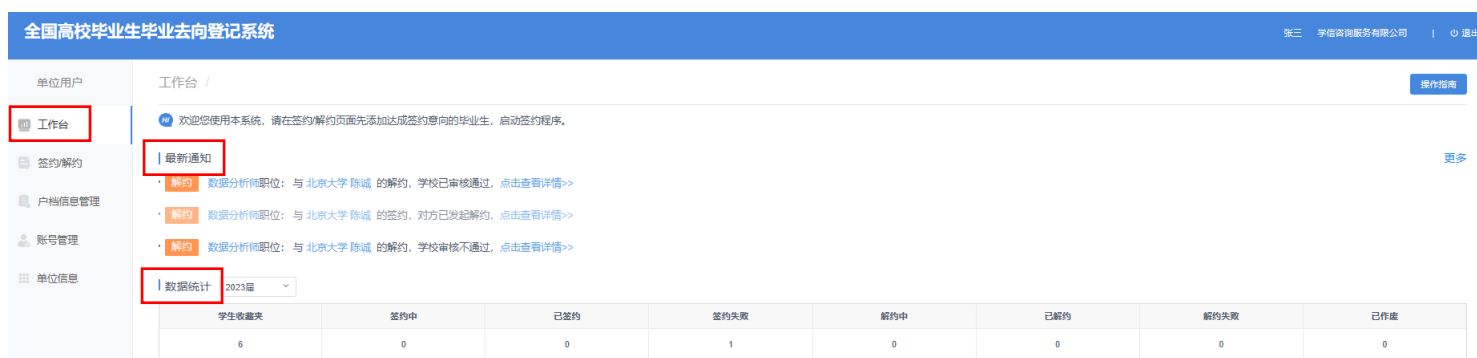 全国高校毕业生毕业去向登记系统
张三 学信咨询服务有限公司 | 退出
单位用户
工作台 /
操作指南
工作台
Hi 欢迎您使用本系统，请在签约/解约页面先添加达成签约意向的毕业生，启动签约程序。
签约/解约
最新通知
更多
解约 数据分析师职位： 与 北京大学 陈诚 的解约，学校已审核通过，点击查看详情>>
户档信息管理
解约 数据分析师职位： 与 北京大学 陈诚 的签约，对方已发起解约，点击查看详情>>
账号管理
解约 数据分析师职位： 与 北京大学 陈诚 的解约，学校审核不通过，点击查看详情>>
单位信息
数据统计 2023届
学生收藏夹 签约中 已签约 签约失败 解约中 已解约 解约失败 已作废
6 0 0 1 0 0 0 0